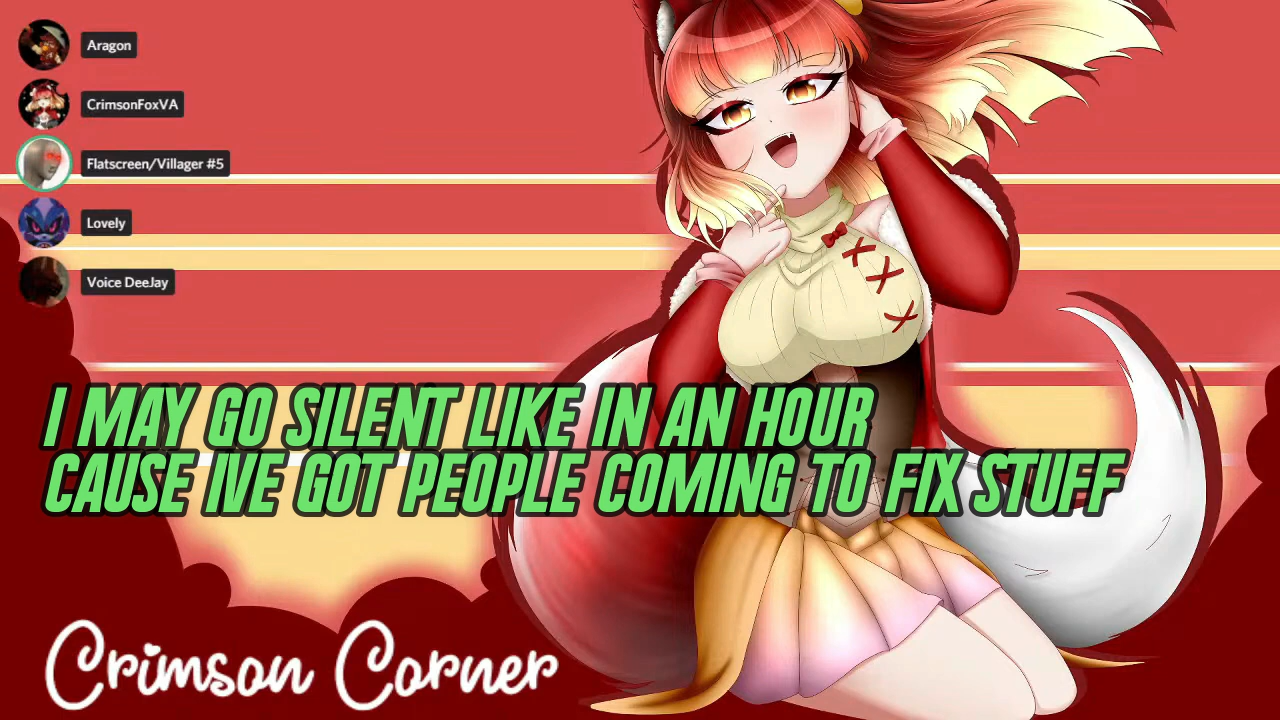 Aragon
CrimsonFoxVA
Flatscreen/Villager #5
Lovely
Voice DeeJay
I MAY GO SILENT LIKE IN AN HOUR
CAUSE IVE GOT PEOPLE COMING TO FIX STUFF
Crimson Corner